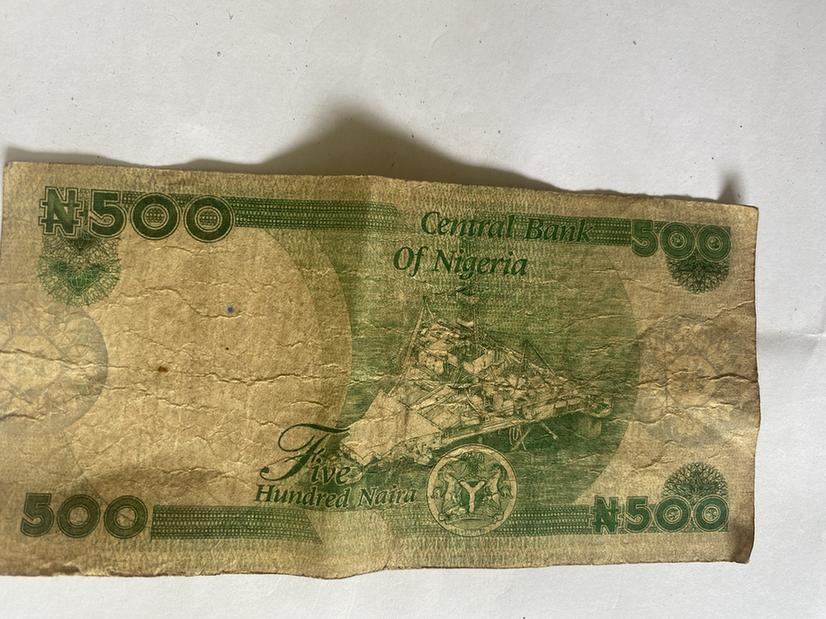 ₦500
Central Bank
Of Nigeria
500
Five
Hundred Naira
500
₦500